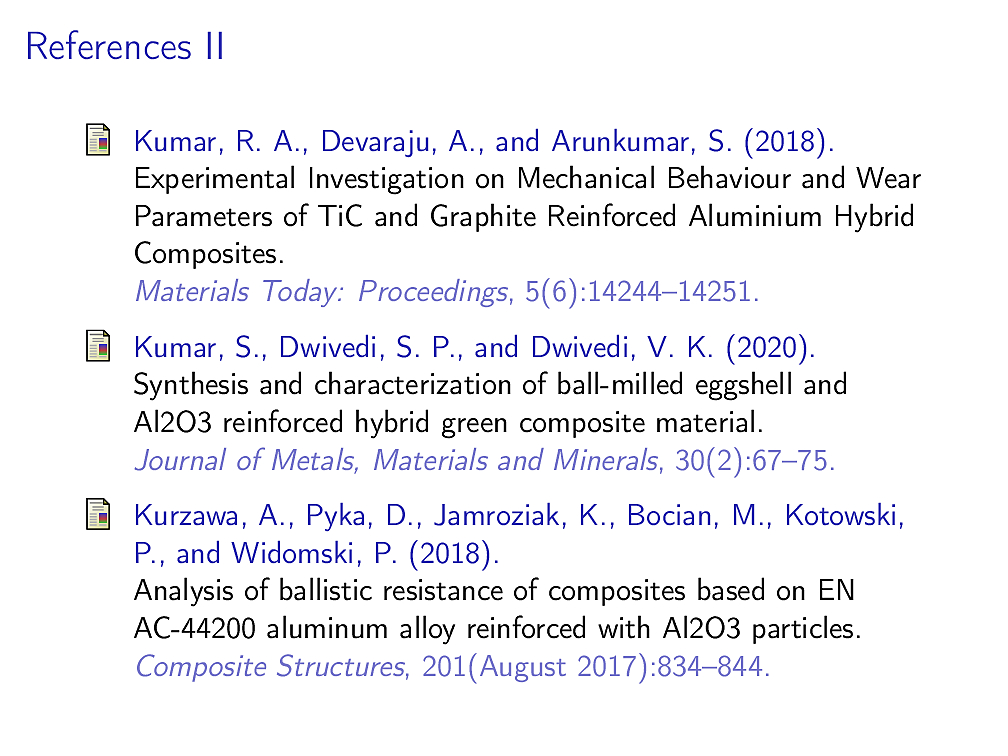 References II
Kumar, R. A., Devaraju, A., and Arunkumar, S. (2018).
Experimental Investigation on Mechanical Behaviour and Wear
Parameters of TiC and Graphite Reinforced Aluminium Hybrid
Composites.
Materials Today: Proceedings, 5(6):14244–14251.
Kumar, S., Dwivedi, S. P., and Dwivedi, V. K. (2020).
Synthesis and characterization of ball-milled eggshell and
Al2O3 reinforced hybrid green composite material.
Journal of Metals, Materials and Minerals, 30(2):67–75.
Kurzawa, A., Pyka, D., Jamroziak, K., Bocian, M., Kotowski,
P., and Widomski, P. (2018).
Analysis of ballistic resistance of composites based on EN
AC-44200 aluminum alloy reinforced with Al2O3 particles.
Composite Structures, 201(August 2017):834–844.